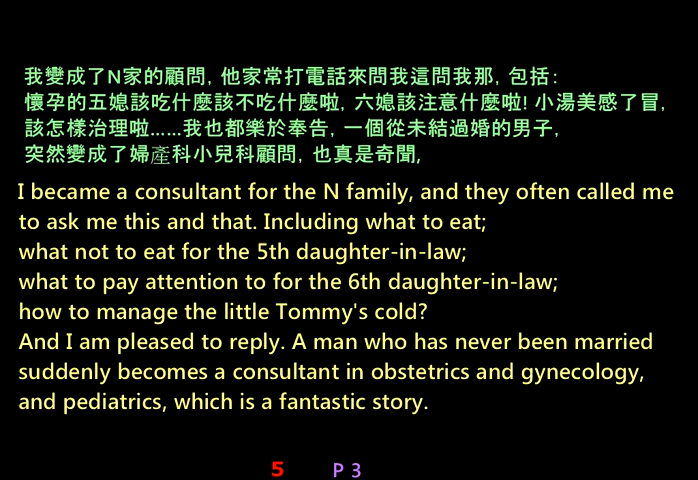 我變成了N家的顧問, 他家常打電話來問我這問我那, 包括:
懷孕的五媳該吃什麼該不吃什麼啦, 六媳該注意什麼啦! 小湯美感了冒,
該怎樣治理啦......我也都樂於奉告, 一個從未結過婚的男子,
突然變成了婦產科小兒科顧問, 也真是奇聞,
I became a consultant for the N family, and they often called me
to ask me this and that. Including what to eat;
what not to eat for the 5th daughter-in-law;
what to pay attention to for the 6th daughter-in-law;
how to manage the little Tommy's cold?
And I am pleased to reply. A man who has never been married
suddenly becomes a consultant in obstetrics and gynecology,
and pediatrics, which is a fantastic story.
5 P 3